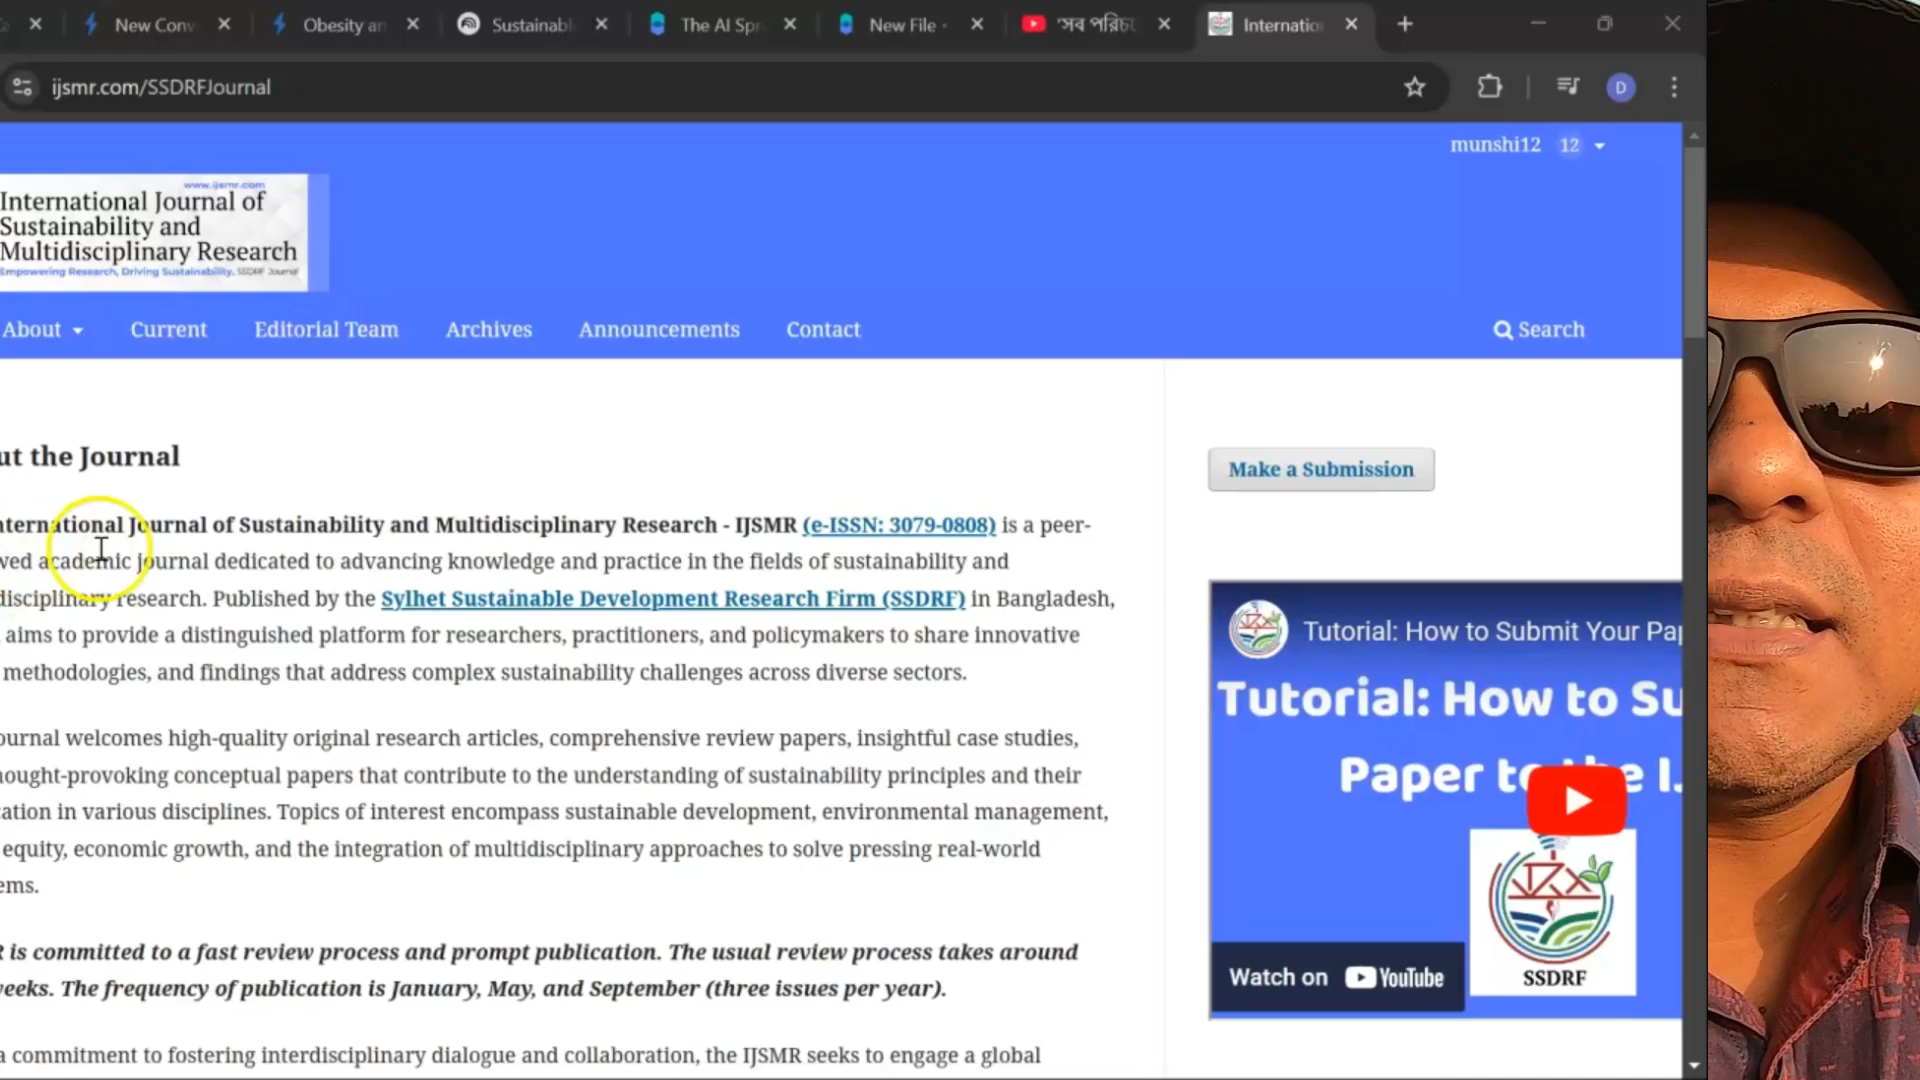 New Conv
Obesity an
Sustainabl
The AI Spr
New File -
'সব পরিচয়
Internatio
ijsmr.com/SSDRFJournal
D
munshi12 12
www.ijsmr.com
International Journal of
Sustainability and
Multidisciplinary Research
Empowering Research, Driving Sustainability. SSDRF Journal
About
Current
Editorial Team
Archives
Announcements
Contact
Search
ut the Journal
nternational Journal of Sustainability and Multidisciplinary Research - IJSMR (e-ISSN: 3079-0808) is a peer-
wed academic journal dedicated to advancing knowledge and practice in the fields of sustainability and
disciplinary research. Published by the Sylhet Sustainable Development Research Firm (SSDRF) in Bangladesh,
aims to provide a distinguished platform for researchers, practitioners, and policymakers to share innovative
methodologies, and findings that address complex sustainability challenges across diverse sectors.
ournal welcomes high-quality original research articles, comprehensive review papers, insightful case studies,
hought-provoking conceptual papers that contribute to the understanding of sustainability principles and their
cation in various disciplines. Topics of interest encompass sustainable development, environmental management,
equity, economic growth, and the integration of multidisciplinary approaches to solve pressing real-world
ems.
R is committed to a fast review process and prompt publication. The usual review process takes around
weeks. The frequency of publication is January, May, and September (three issues per year).
a commitment to fostering interdisciplinary dialogue and collaboration, the IJSMR seeks to engage a global
Make a Submission
Tutorial: How to Submit Your Pap
Tutorial: How to Su
Paper to the I.
Watch on YouTube
SSDRF